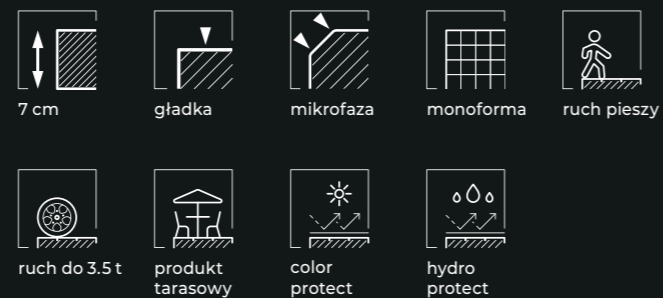 7 cm
gładka
mikrofaza
monoforma
ruch pieszy
ruch do 3.5 t
produkt
tarasowy
color
protect
hydro
protect